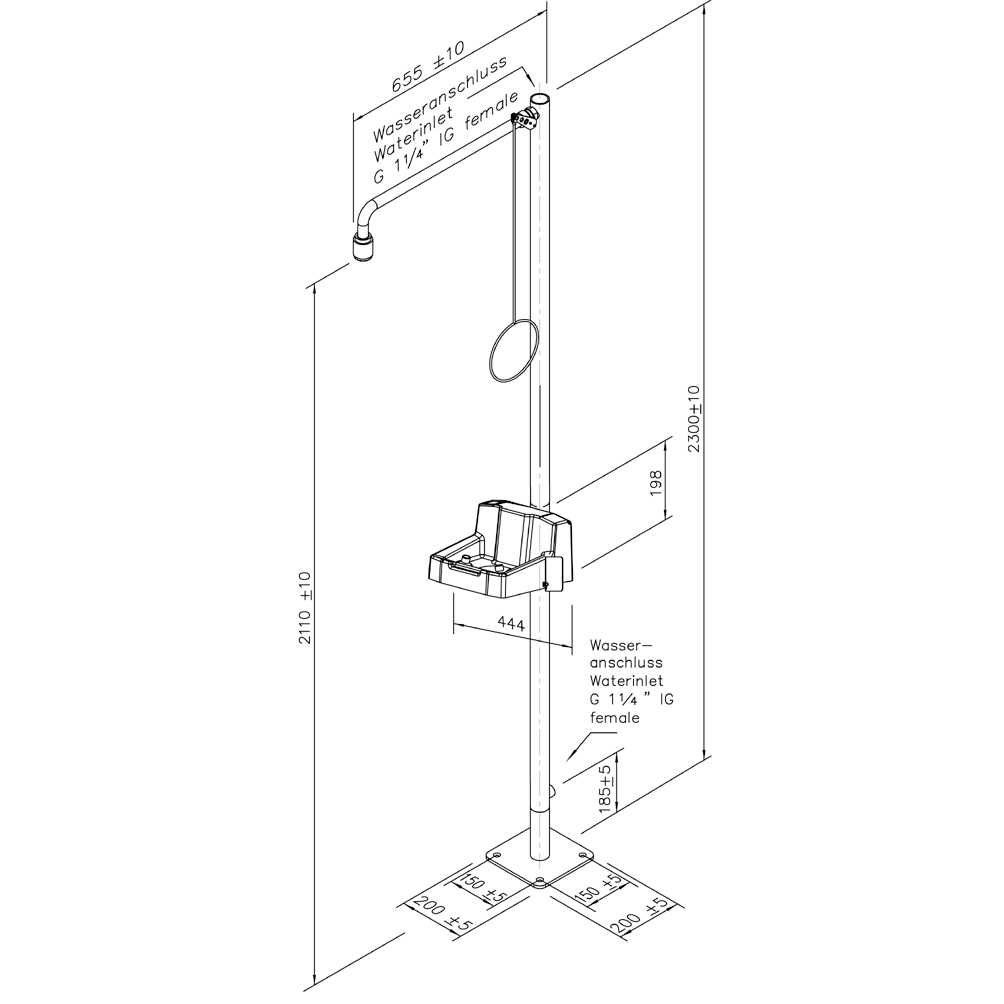 655 ±10
Wasseranschluss
Waterinlet
G 1¼" IG female
2300±10
198
2110 ±10
444
Wasser-
anschluss
Waterinlet
G 1¼" IG
female
185±5
150 ±5
200 ±5
150 ±5
200 ±5